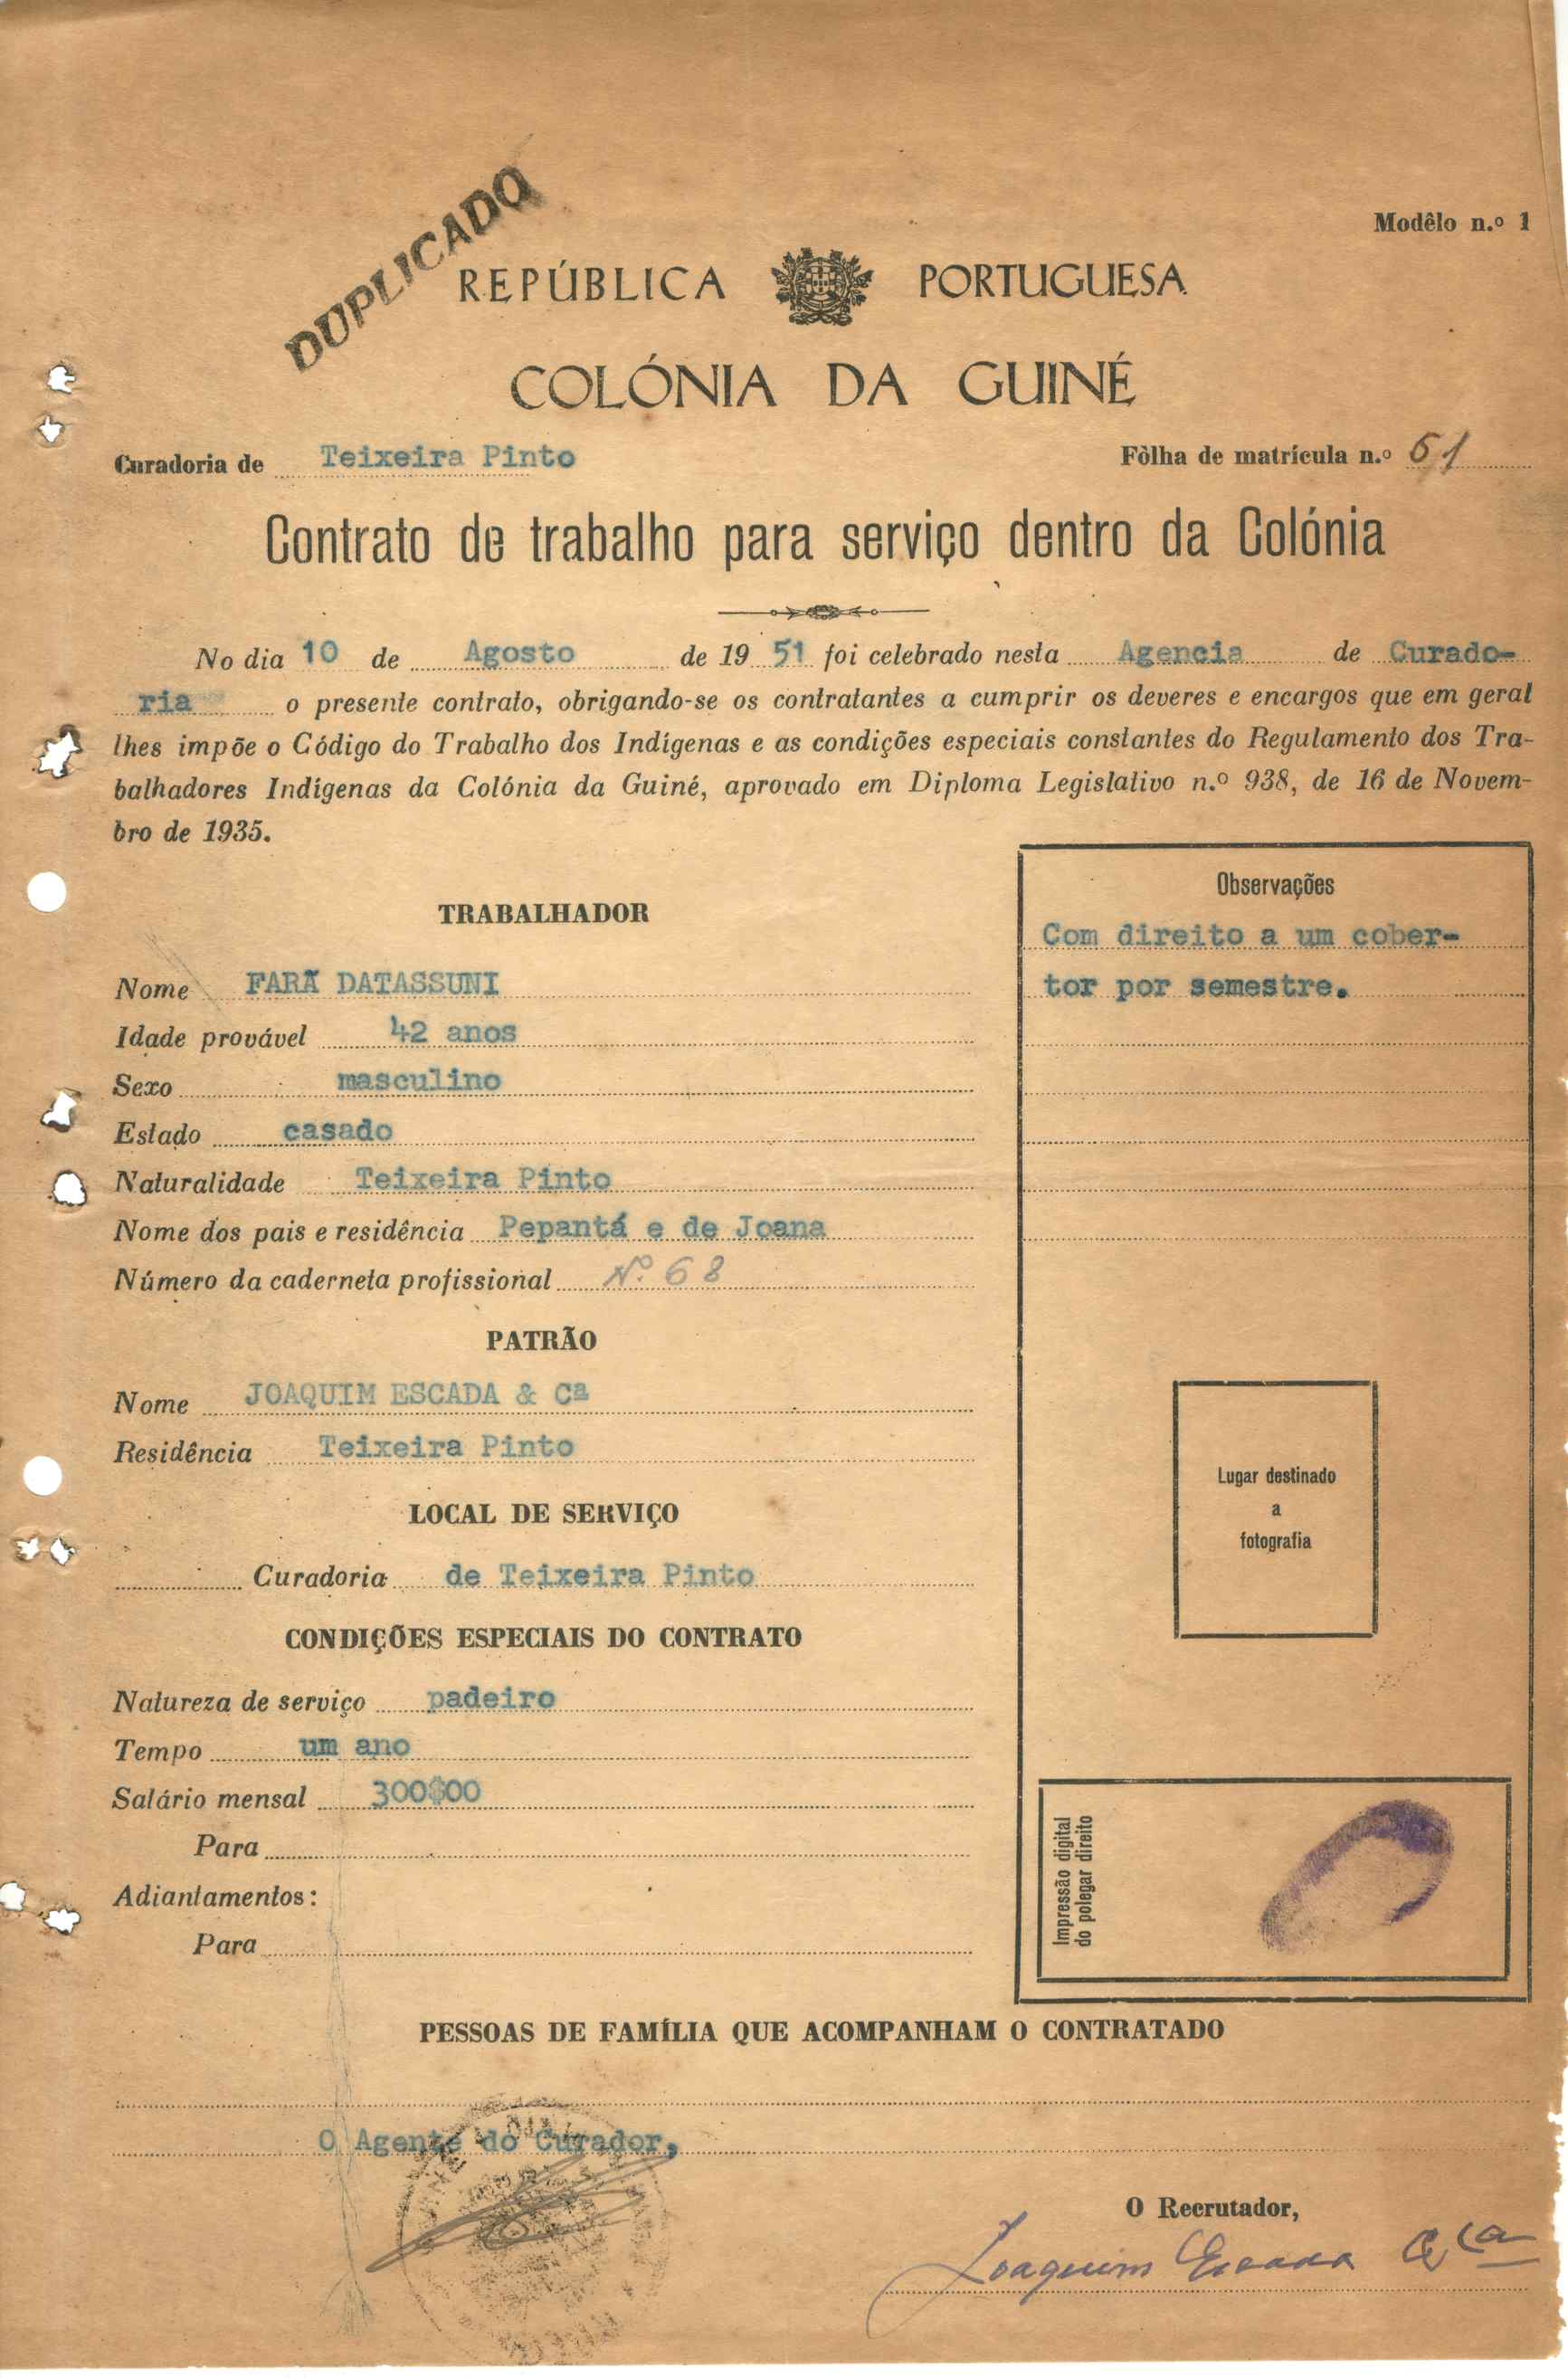 DUPLICADO
Modêlo n.º 1
REPÚBLICA PORTUGUESA
COLÓNIA DA GUINÉ
Curadoria de Teixeira Pinto
Fôlha de matrícula n.º 51
Contrato de trabalho para serviço dentro da Colónia
No dia 10 de Agosto de 19 51 foi celebrado nesta Agencia de Curado-
ria o presente contrato, obrigando-se os contratantes a cumprir os deveres e encargos que em geral
lhes impõe o Código do Trabalho dos Indígenas e as condições especiais constantes do Regulamento dos Tra-
balhadores Indígenas da Colónia da Guiné, aprovado em Diploma Legislativo n.º 938, de 16 de Novem-
bro de 1935.
TRABALHADOR
Nome FARÃ DATASSUNI
Idade provável 42 anos
Sexo masculino
Estado casado
Naturalidade Teixeira Pinto
Nome dos pais e residência Pepantá e de Joana
Número da caderneta profissional Nº. 68
PATRÃO
Nome JOAQUIM ESCADA & Cª
Residência Teixeira Pinto
LOCAL DE SERVIÇO
Curadoria de Teixeira Pinto
CONDIÇÕES ESPECIAIS DO CONTRATO
Natureza de serviço padeiro
Tempo um ano
Salário mensal 300$00
Para
Adiantamentos:
Para
Observações
Com direito a um cober-
tor por semestre.
Lugar destinado
a
fotografia
Impressão digital
do polegar direito
PESSOAS DE FAMÍLIA QUE ACOMPANHAM O CONTRATADO
O Agente do Curador,
O Recrutador,
Joaquim Escada & Ca